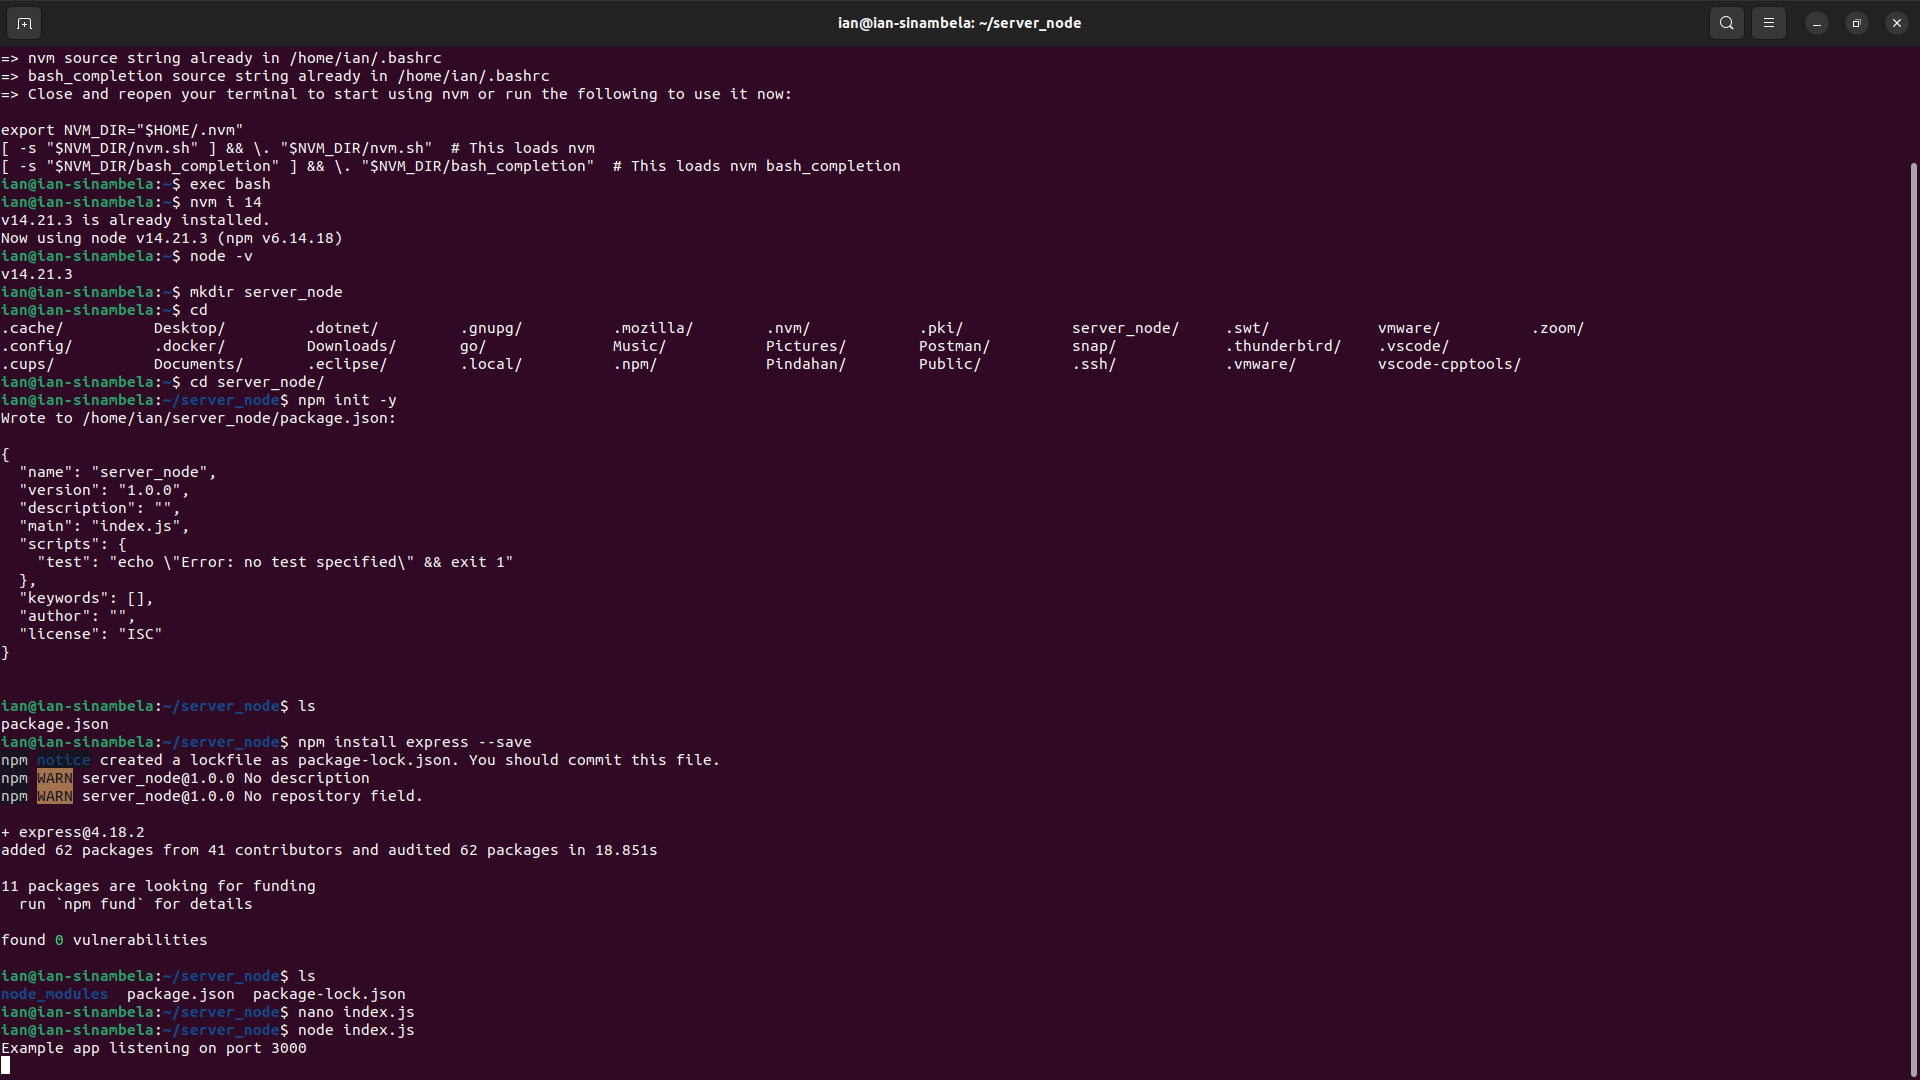 ian@ian-sinambela: ~/server_node
=> nvm source string already in /home/ian/.bashrc
=> bash_completion source string already in /home/ian/.bashrc
=> Close and reopen your terminal to start using nvm or run the following to use it now:
export NVM_DIR="$HOME/.nvm"
[ -s "$NVM_DIR/nvm.sh" ] && \. "$NVM_DIR/nvm.sh"  # This loads nvm
[ -s "$NVM_DIR/bash_completion" ] && \. "$NVM_DIR/bash_completion"  # This loads nvm bash_completion
ian@ian-sinambela:~$ exec bash
ian@ian-sinambela:~$ nvm i 14
v14.21.3 is already installed.
Now using node v14.21.3 (npm v6.14.18)
ian@ian-sinambela:~$ node -v
v14.21.3
ian@ian-sinambela:~$ mkdir server_node
ian@ian-sinambela:~$ cd
.cache/ Desktop/ .dotnet/ .gnupg/ .mozilla/ .nvm/ .pki/ server_node/ .swt/ vmware/ .zoom/
.config/ .docker/ Downloads/ go/ Music/ Pictures/ Postman/ snap/ .thunderbird/ .vscode/
.cups/ Documents/ .eclipse/ .local/ .npm/ Pindahan/ Public/ .ssh/ .vmware/ vscode-cpptools/
ian@ian-sinambela:~$ cd server_node/
ian@ian-sinambela:~/server_node$ npm init -y
Wrote to /home/ian/server_node/package.json:
{
  "name": "server_node",
  "version": "1.0.0",
  "description": "",
  "main": "index.js",
  "scripts": {
    "test": "echo \"Error: no test specified\" && exit 1"
  },
  "keywords": [],
  "author": "",
  "license": "ISC"
}
ian@ian-sinambela:~/server_node$ ls
package.json
ian@ian-sinambela:~/server_node$ npm install express --save
npm notice created a lockfile as package-lock.json. You should commit this file.
npm WARN server_node@1.0.0 No description
npm WARN server_node@1.0.0 No repository field.
+ express@4.18.2
added 62 packages from 41 contributors and audited 62 packages in 18.851s
11 packages are looking for funding
  run `npm fund` for details
found 0 vulnerabilities
ian@ian-sinambela:~/server_node$ ls
node_modules  package.json  package-lock.json
ian@ian-sinambela:~/server_node$ nano index.js
ian@ian-sinambela:~/server_node$ node index.js
Example app listening on port 3000